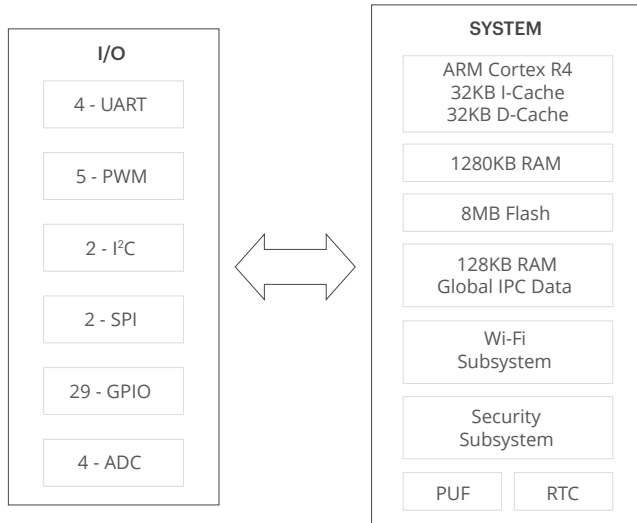 I/O
4 - UART
5 - PWM
2 - I²C
2 - SPI
29 - GPIO
4 - ADC
SYSTEM
ARM Cortex R4
32KB I-Cache
32KB D-Cache
1280KB RAM
8MB Flash
128KB RAM
Global IPC Data
Wi-Fi
Subsystem
Security
Subsystem
PUF
RTC